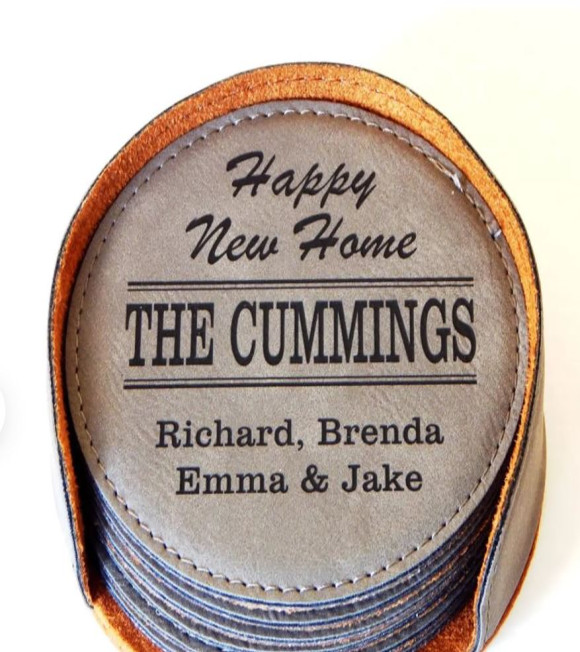 Happy
New Home
THE CUMMINGS
Richard, Brenda
Emma & Jake